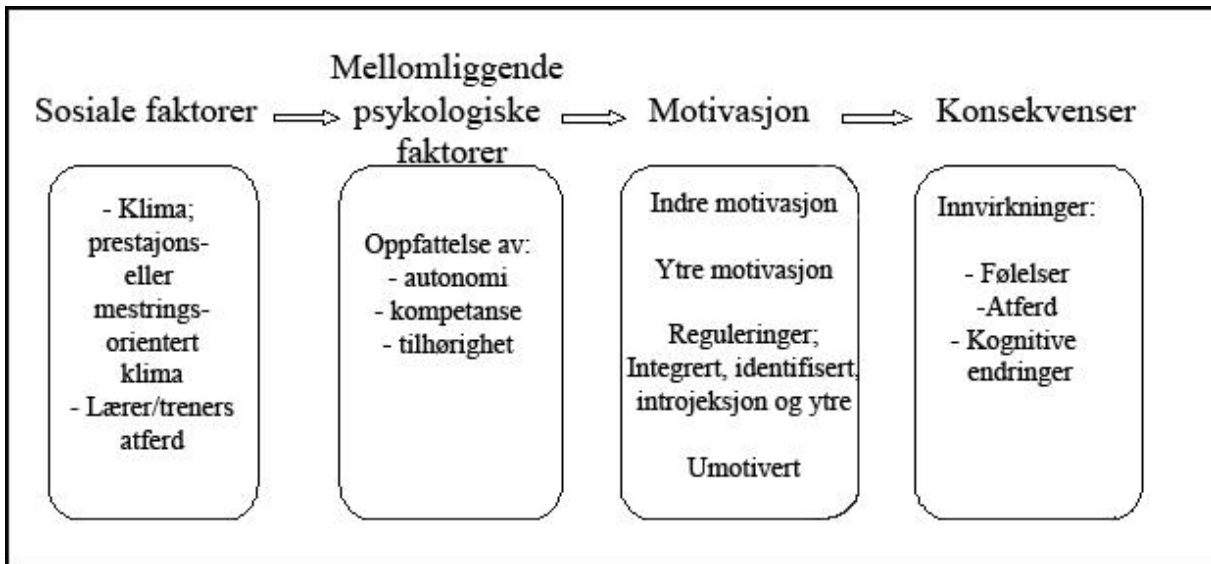 Sosiale faktorer
Mellomliggende
psykologiske
faktorer
Motivasjon
Konsekvenser
- Klima;
prestajons-
eller
mestrings-
orientert
klima
- Lærer/treners
atferd
Oppfattelse av:
- autonomi
- kompetanse
- tilhørighet
Indre motivasjon
Ytre motivasjon
Reguleringer;
Integrert, identifisert,
introjeksjon og ytre
Umotivert
Innvirkninger:
- Følelser
-Atferd
- Kognitive
endringer